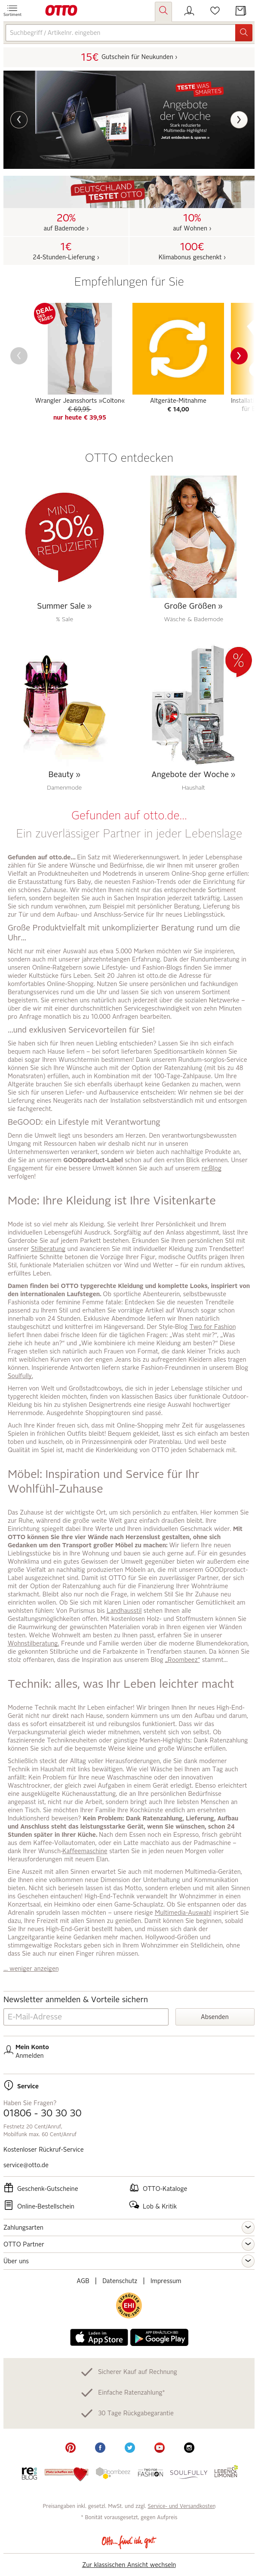 Sortiment
OTTO
Suchbegriff / Artikelnr. eingeben
15€ Gutschein für Neukunden ›
TESTE WAS SMARTES
Angebote der Woche
Stark reduzierte Multimedia-Highlights!
Jetzt entdecken & sparen »
DEUTSCHLAND TESTET OTTO
20%
auf Bademode ›
10%
auf Wohnen ›
1€
24-Stunden-Lieferung ›
100€
Klimabonus geschenkt ›
Empfehlungen für Sie
DEAL DES TAGES
Wrangler Jeansshorts »Colton«
€ 69,95
nur heute € 39,95
Altgeräte-Mitnahme
€ 14,00
OTTO entdecken
MIND. 30% REDUZIERT
Summer Sale »
% Sale
Große Größen »
Wäsche & Bademode
Beauty »
Damenmode
%
Angebote der Woche »
Haushalt
Gefunden auf otto.de...
Ein zuverlässiger Partner in jeder Lebenslage
Gefunden auf otto.de... Ein Satz mit Wiedererkennungswert. In jeder Lebensphase
zählen für Sie andere Wünsche und Bedürfnisse, die wir mit unserer großen
Vielfalt an Produktneuheiten und Modetrends in unserem Online-Shop gerne erfüllen:
die Erstausstattung fürs Baby, die neuesten Fashion-Trends oder die Einrichtung für
ein schönes Zuhause. Wir möchten Ihnen nicht nur das entsprechende Sortiment
liefern, sondern begleiten Sie auch in Sachen Inspiration jederzeit tatkräftig. Lassen
Sie sich von uns verwöhnen, zum Beispiel mit persönlicher Beratung, Lieferung bis
zur Tür und dem Aufbau- und Anschluss-Service für Ihr neues Lieblingsstück.
Große Produktvielfalt mit unkomplizierter Beratung rund um die Uhr...
Nicht nur mit einer Auswahl aus etwa 5.000 Marken möchten wir Sie inspirieren,
sondern auch mit unserer jahrzehntelangen Erfahrung. Dank der Rundumberatung in
unseren Online-Ratgebern sowie Lifestyle- und Fashion-Blogs finden Sie immer
wieder Kultstücke fürs Leben. Seit 20 Jahren ist otto.de die Adresse für
komfortables Online-Shopping. Nutzen Sie unsere persönlichen und fachkundigen
Beratungsservices rund um die Uhr und lassen Sie sich von unserem Sortiment
begeistern. Sie erreichen uns natürlich auch jederzeit über die sozialen Netzwerke –
über die wir mit einer durchschnittlichen Servicegeschwindigkeit von zehn Minuten
pro Anfrage monatlich bis zu 10.000 Anfragen bearbeiten.
...und exklusiven Servicevorteilen für Sie!
Sie haben sich für Ihren neuen Liebling entschieden? Lassen Sie ihn sich einfach
bequem nach Hause liefern – bei sofort lieferbaren Speditionsartikeln können Sie
dabei sogar Ihren Wunschtermin bestimmen! Dank unserem Rundum-sorglos-Service
können Sie sich Ihre Wünsche auch mit der Option der Ratenzahlung (mit bis zu 48
Monatsraten) erfüllen, auch in Kombination mit der 100-Tage-Zahlpause. Um Ihre
Altgeräte brauchen Sie sich ebenfalls überhaupt keine Gedanken zu machen, wenn
Sie sich für unseren Liefer- und Aufbauservice entscheiden: Wir nehmen sie bei der
Lieferung eines Neugeräts nach der Installation selbstverständlich mit und entsorgen
sie fachgerecht.
BeGOOD: ein Lifestyle mit Verantwortung
Denn die Umwelt liegt uns besonders am Herzen. Den verantwortungsbewussten
Umgang mit Ressourcen haben wir deshalb nicht nur in unseren
Unternehmenswerten verankert, sondern wir bieten auch nachhaltige Produkte an,
die Sie an unserem GOODproduct-Label schon auf den ersten Blick erkennen. Unser
Engagement für eine bessere Umwelt können Sie auch auf unserem re:Blog
verfolgen!
Mode: Ihre Kleidung ist Ihre Visitenkarte
Mode ist so viel mehr als Kleidung. Sie verleiht Ihrer Persönlichkeit und Ihrem
individuellen Lebensgefühl Ausdruck. Sorgfältig auf den Anlass abgestimmt, lässt Ihre
Garderobe Sie auf jedem Parkett bestehen. Erkunden Sie Ihren persönlichen Stil mit
unserer Stilberatung und avancieren Sie mit individueller Kleidung zum Trendsetter!
Raffinierte Schnitte betonen die Vorzüge Ihrer Figur, modische Outfits prägen Ihren
Stil, funktionale Materialien schützen vor Wind und Wetter – für ein rundum aktives,
erfülltes Leben.
Damen finden bei OTTO typgerechte Kleidung und komplette Looks, inspiriert von
den internationalen Laufstegen. Ob sportliche Abenteurerin, selbstbewusste
Fashionista oder feminine Femme fatale: Entdecken Sie die neuesten Trendteile
passend zu Ihrem Stil und erhalten Sie vorrätige Artikel auf Wunsch sogar schon
innerhalb von 24 Stunden. Exklusive Abendmode liefern wir Ihnen natürlich
staubgeschützt und knitterfrei im Hängeversand. Der Style-Blog Two for Fashion
liefert Ihnen dabei frische Ideen für die täglichen Fragen: „Was steht mir?“, „Was
ziehe ich heute an?“ und „Wie kombiniere ich meine Kleidung am besten?“ Diese
Fragen stellen sich natürlich auch Frauen von Format, die dank kleiner Tricks auch
mit weiblichen Kurven von der engen Jeans bis zu aufregenden Kleidern alles tragen
können. Inspirierende Antworten liefern starke Fashion-Freundinnen in unserem Blog
Soulfully.
Herren von Welt und Großstadtcowboys, die sich in jeder Lebenslage stilsicher und
typgerecht kleiden möchten, finden von klassischen Basics über funktionale Outdoor-
Kleidung bis hin zu stylishen Designertrends eine riesige Auswahl hochwertiger
Herrenmode. Ausgedehnte Shoppingtouren sind passé.
Auch Ihre Kinder freuen sich, dass mit Online-Shopping mehr Zeit für ausgelassenes
Spielen in fröhlichen Outfits bleibt! Bequem gekleidet, lässt es sich einfach am besten
toben und kuscheln, ob in Prinzessinnenpink oder Piratenblau. Und weil beste
Qualität im Spiel ist, macht die Kinderkleidung von OTTO jeden Schabernack mit.
Möbel: Inspiration und Service für Ihr Wohlfühl-Zuhause
Das Zuhause ist der wichtigste Ort, um sich persönlich zu entfalten. Hier kommen Sie
zur Ruhe, während die große weite Welt ganz einfach draußen bleibt. Ihre
Einrichtung spiegelt dabei Ihre Werte und Ihren individuellen Geschmack wider. Mit
OTTO können Sie Ihre vier Wände nach Herzenslust gestalten, ohne sich
Gedanken um den Transport großer Möbel zu machen: Wir liefern Ihre neuen
Lieblingsstücke bis in Ihre Wohnung und bauen sie auch gerne auf. Für ein gesundes
Wohnklima und ein gutes Gewissen der Umwelt gegenüber bieten wir außerdem eine
große Vielfalt an nachhaltig produzierten Möbeln an, die mit unserem GOODproduct-
Label gekennzeichnet sind. Damit ist OTTO für Sie ein zuverlässiger Partner, der sich
mit der Option der Ratenzahlung auch für die Finanzierung Ihrer Wohnträume
starkmacht. Bleibt also nur noch die Frage, in welchem Stil Sie Ihr Zuhause neu
einrichten wollen. Ob Sie sich mit klaren Linien oder romantischer Gemütlichkeit am
wohlsten fühlen: Von Purismus bis Landhausstil stehen Ihnen alle
Gestaltungsmöglichkeiten offen. Mit kostenlosen Holz- und Stoffmustern können Sie
darum die gewünschten Materialien vorab in Ihren eigenen vier Wänden
testen. Welche Wohnwelt am besten zu Ihnen passt, erfahren Sie in unserer
Wohnstilberatung. Freunde und Familie werden über die moderne Blumendekoration,
die gekonnten Stilbrüche und die Farbakzente in Trendfarben staunen. Da können Sie
stolz offenbaren, dass die Inspiration aus unserem Blog „Roombeez“ stammt...
Technik: alles, was Ihr Leben leichter macht
Moderne Technik macht Ihr Leben einfacher! Wir bringen Ihnen Ihr neues High-End-
Gerät nicht nur direkt nach Hause, sondern kümmern uns um den Aufbau und darum,
dass es sofort einsatzbereit ist und reibungslos funktioniert. Dass wir das
Verpackungsmaterial gleich wieder mitnehmen, versteht sich von selbst. Ob
faszinierende Technikneuheiten oder günstige Marken-Highlights: Dank Ratenzahlung
können Sie sich auf die bequemste Weise kleine und große Wünsche erfüllen.
Schließlich steckt der Alltag voller Herausforderungen, die Sie dank moderner
Technik im Haushalt mit links bewältigen. Wie viel Wäsche bei Ihnen am Tag auch
anfällt: Kein Problem für Ihre neue Waschmaschine oder den innovativen
Waschtrockner, der gleich zwei Aufgaben in einem Gerät erledigt. Ebenso erleichtert
eine ausgeklügelte Küchenausstattung, die an Ihre persönlichen Bedürfnisse
angepasst ist, nicht nur die Arbeit, sondern bringt auch Ihre liebsten Menschen an
einen Tisch. Sie möchten Ihrer Familie Ihre Kochkünste endlich am ersehnten
Induktionsherd beweisen? Kein Problem: Dank Ratenzahlung, Lieferung, Aufbau
und Anschluss steht das leistungsstarke Gerät, wenn Sie wünschen, schon 24
Stunden später in Ihrer Küche. Nach dem Essen noch ein Espresso, frisch gebrüht
aus dem Kaffee-Vollautomaten, oder ein Latte macchiato aus der Padmaschine –
dank Ihrer Wunsch-Kaffeemaschine starten Sie in jeden neuen Morgen voller
Herausforderungen mit neuem Elan.
Eine Auszeit mit allen Sinnen erwartet Sie auch mit modernen Multimedia-Geräten,
die Ihnen eine vollkommen neue Dimension der Unterhaltung und Kommunikation
bieten. Nicht sich berieseln lassen ist das Motto, sondern erleben und mit allen Sinnen
ins Geschehen eintauchen! High-End-Technik verwandelt Ihr Wohnzimmer in einen
Konzertsaal, ein Heimkino oder einen Game-Schauplatz. Ob Sie entspannen oder das
Adrenalin sprudeln lassen möchten – unsere riesige Multimedia-Auswahl inspiriert Sie
dazu, Ihre Freizeit mit allen Sinnen zu genießen. Damit können Sie beginnen, sobald
Sie Ihr neues High-End-Gerät bestellt haben, und müssen sich dank der
Langzeitgarantie keine Gedanken mehr machen. Hollywood-Größen und
stimmgewaltige Rockstars geben sich in Ihrem Wohnzimmer ein Stelldichein, ohne
dass Sie auch nur einen Finger rühren müssen.
... weniger anzeigen
Newsletter anmelden & Vorteile sichern
E-Mail-Adresse
Absenden
Mein Konto
Anmelden
Service
Haben Sie Fragen?
01806 - 30 30 30
Festnetz 20 Cent/Anruf.
Mobilfunk max. 60 Cent/Anruf
Kostenloser Rückruf-Service
service@otto.de
Geschenk-Gutscheine
OTTO-Kataloge
Online-Bestellschein
Lob & Kritik
Zahlungsarten
OTTO Partner
Über uns
AGB | Datenschutz | Impressum
EHI
Laden im App Store
Google Play
Sicherer Kauf auf Rechnung
Einfache Ratenzahlung*
30 Tage Rückgabegarantie
re:BLOG
Roombeez
FASHION
SOULFULLY
Preisangaben inkl. gesetzl. MwSt. und zzgl. Service- und Versandkosten
* Bonität vorausgesetzt, gegen Aufpreis
Otto... find ich gut
Zur klassischen Ansicht wechseln